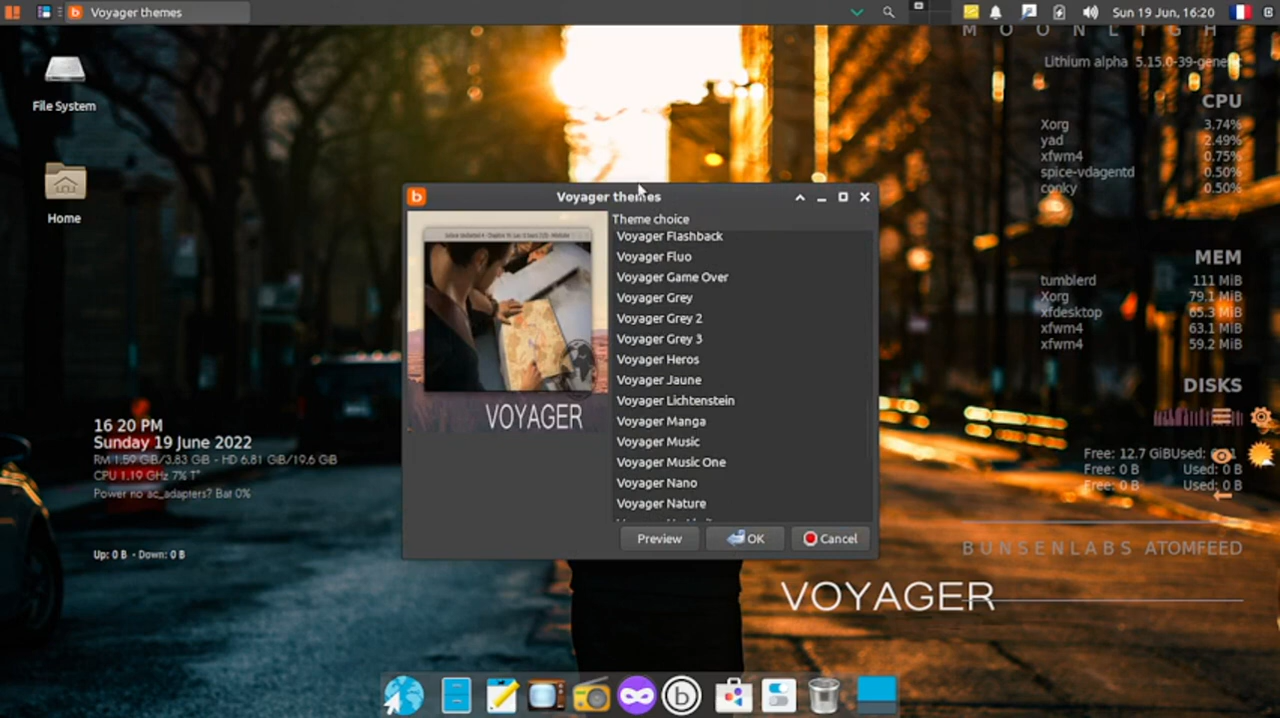 Voyager themes
Sun 19 Jun, 16:20
M O O N L I G H
Lithium alpha 5.15.0-39-generic
File System
Home
CPU
Xorg 3.74%
yad 2.49%
xfwm4 0.75%
spice-vdagentd 0.50%
conky 0.50%
MEM
tumblerd 111 MiB
Xorg 79.1 MiB
xfdesktop 65.3 MiB
xfwm4 63.1 MiB
xfwm4 59.2 MiB
DISKS
Free: 12.7 GiB Used:
Free: 0 B Used: 0 B
Free: 0 B Used: 0 B
BUNSENLABS ATOMFEED
VOYAGER
16 20 PM
Sunday 19 June 2022
RM 1.59 GB/3.83 GB - HD 6.81 GB/19.6 GB
CPU 1.19 GHz 7% T°
Power no ac_adapters? Bat 0%
Up: 0 B - Down: 0 B
Voyager themes
VOYAGER
Theme choice
Voyager Flashback
Voyager Fluo
Voyager Game Over
Voyager Grey
Voyager Grey 2
Voyager Grey 3
Voyager Heros
Voyager Jaune
Voyager Lichtenstein
Voyager Manga
Voyager Music
Voyager Music One
Voyager Nano
Voyager Nature
Preview
OK
Cancel